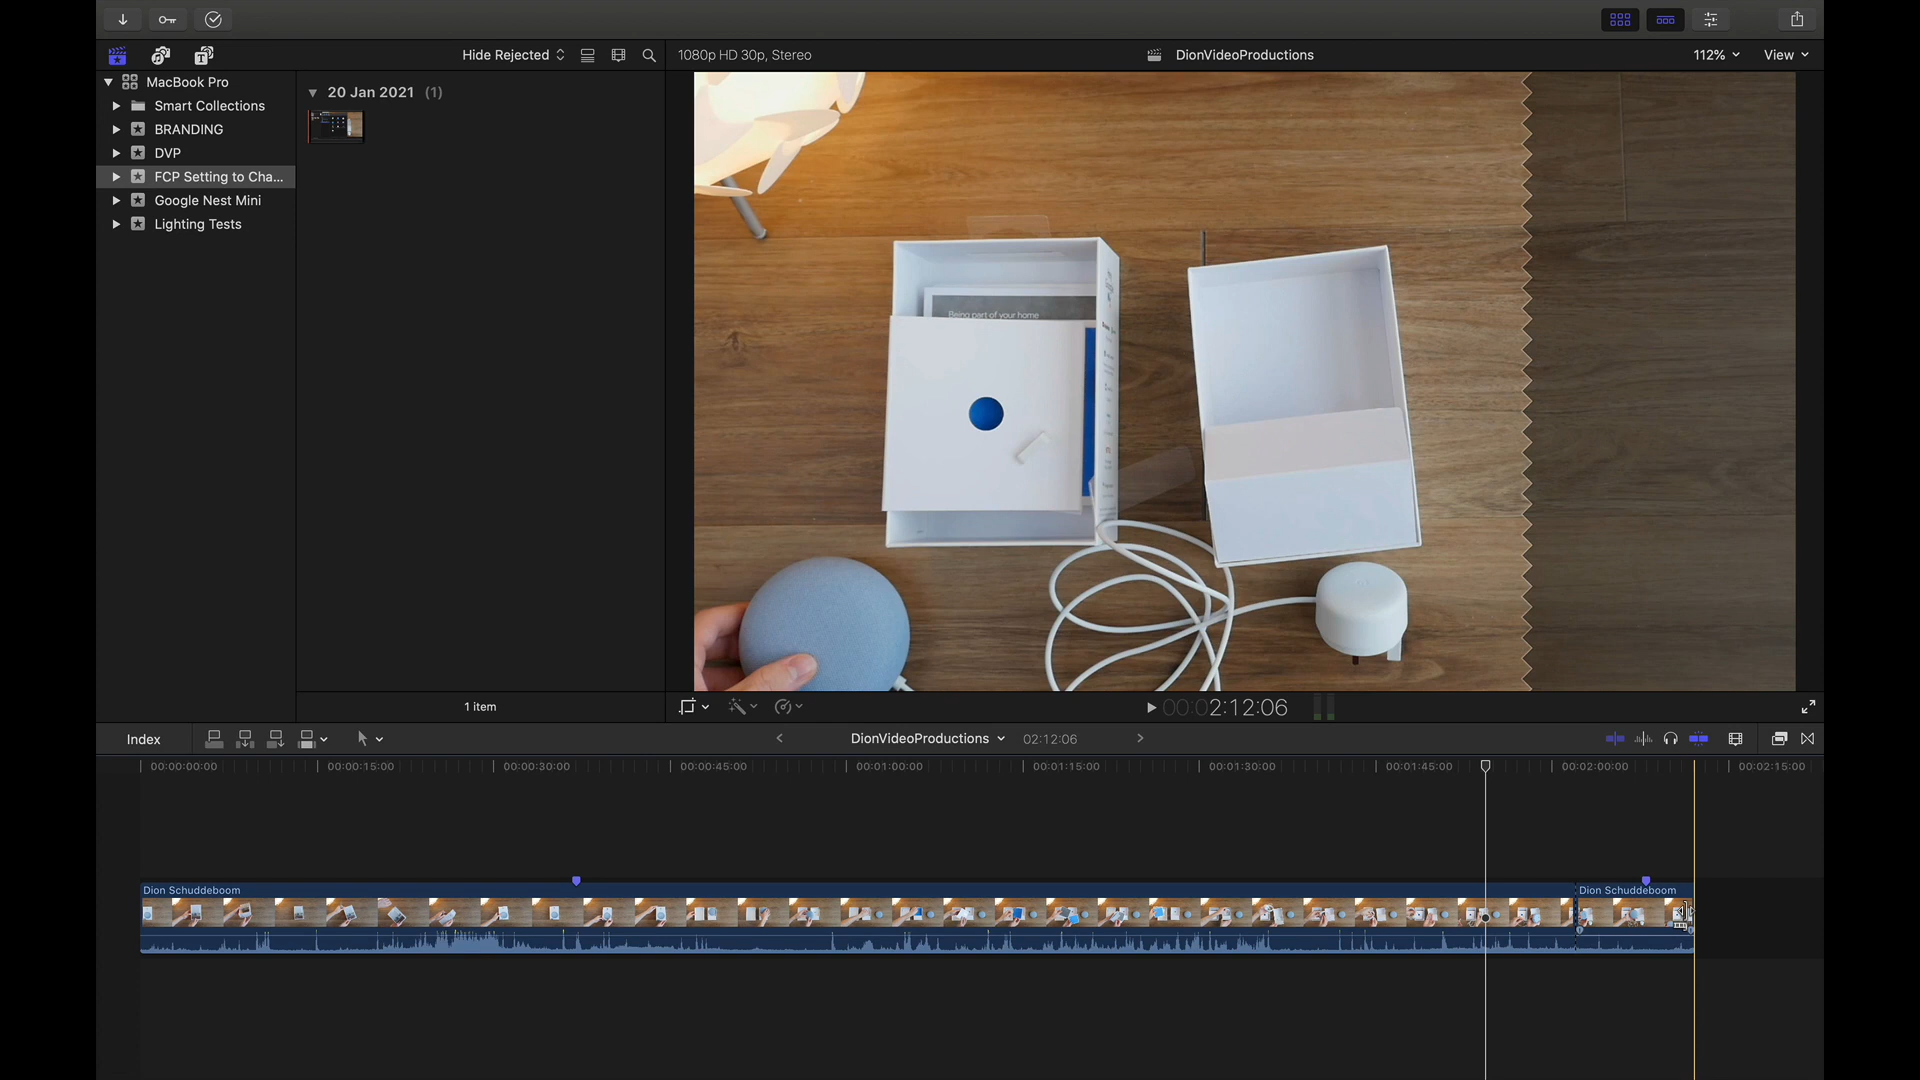 Hide Rejected
1080p HD 30p, Stereo
DionVideoProductions
112%
View
MacBook Pro
Smart Collections
BRANDING
DVP
FCP Setting to Cha...
Google Nest Mini
Lighting Tests
20 Jan 2021 (1)
Being part of your home
1 item
00:02:12:06
Index
DionVideoProductions
02:12:06
00:00:00:00
00:00:15:00
00:00:30:00
00:00:45:00
00:01:00:00
00:01:15:00
00:01:30:00
00:01:45:00
00:02:00:00
00:02:15:00
Dion Schuddeboom
Dion Schuddeboom